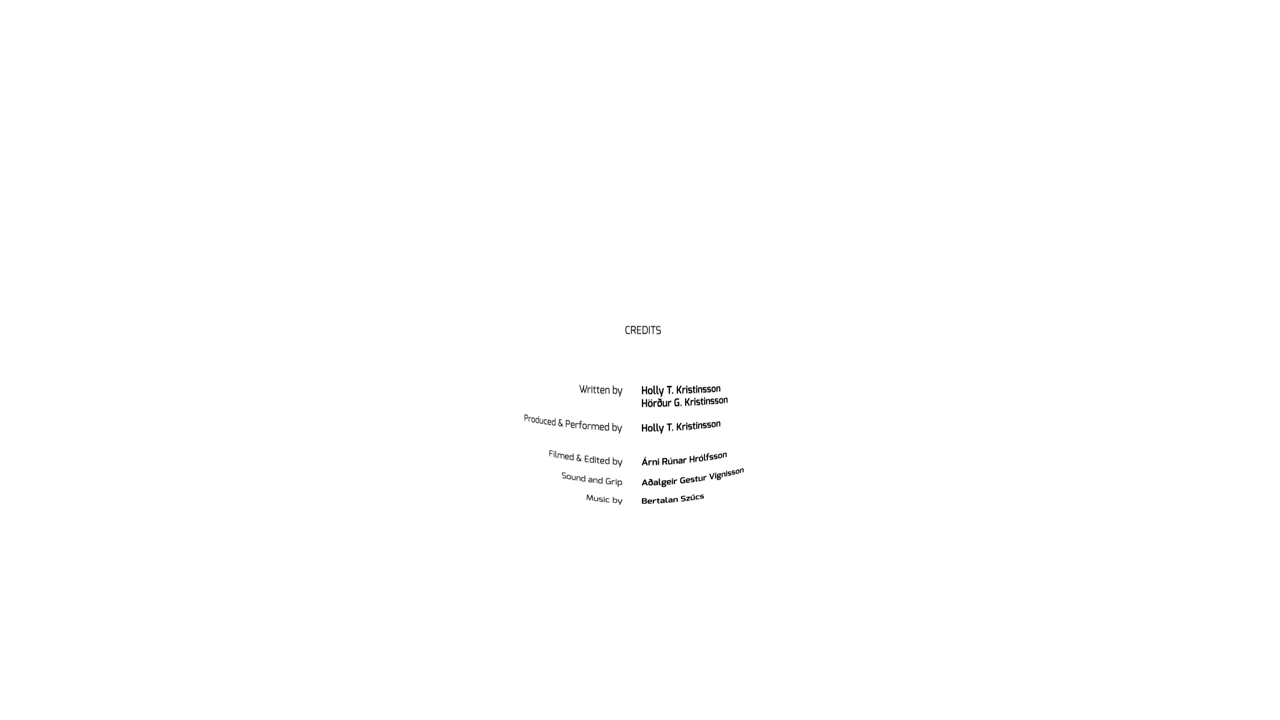 CREDITS
Written by Holly T. Kristinsson
Hörður G. Kristinsson
Produced & Performed by Holly T. Kristinsson
Filmed & Edited by Árni Rúnar Hrólfsson
Sound and Grip Aðalgeir Gestur Vignisson
Music by Bertalan Szűcs